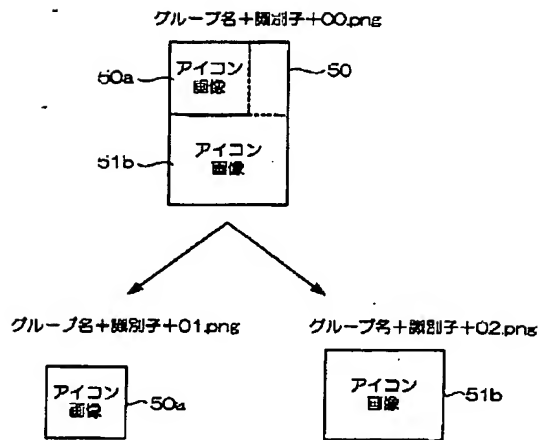 グループ名+識別子+00.png
50a
アイコン
画像
50
51b
アイコン
画像
グループ名+識別子+01.png
グループ名+識別子+02.png
アイコン
画像
50a
アイコン
画像
51b